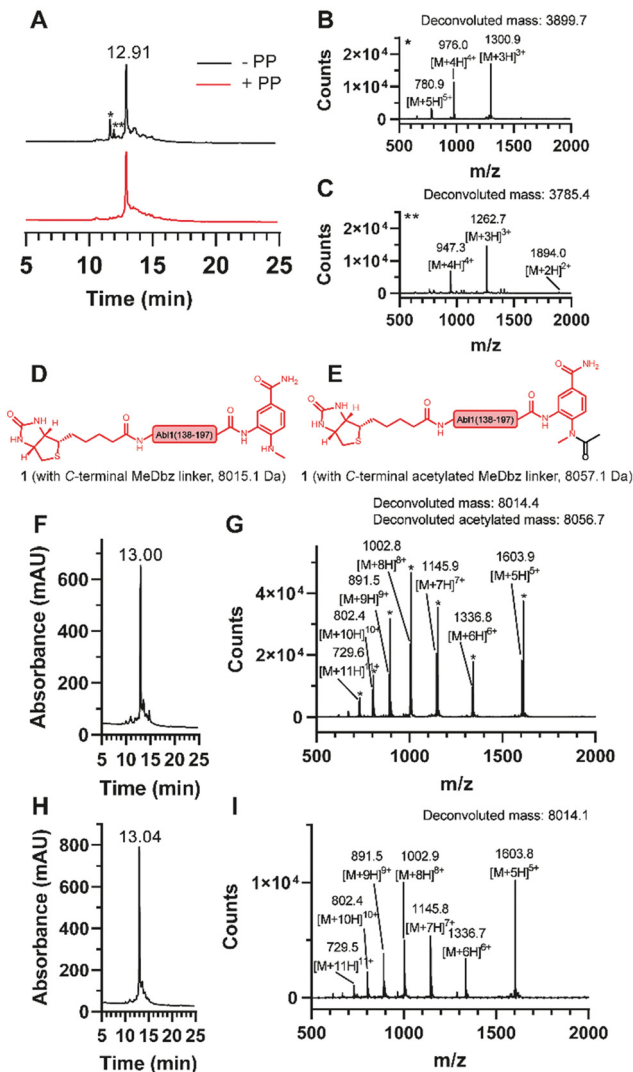 A
12.91
- PP
+ PP
*
**
5 10 15 20 25
Time (min)
B
Deconvoluted mass: 3899.7
*
976.0
[M+4H]4+
1300.9
[M+3H]3+
780.9
[M+5H]5+
Counts
2×10⁴
1×10⁴
0
500 1000 1500 2000
m/z
C
Deconvoluted mass: 3785.4
**
1262.7
[M+3H]3+
947.3
[M+4H]4+
1894.0
[M+2H]2+
Counts
2×10⁴
1×10⁴
0
500 1000 1500 2000
m/z
D
O
HN
NH
H
H
S
O
N
H
Abl1(138-197)
O
N
H
O
NH₂
NH
1 (with C-terminal MeDbz linker, 8015.1 Da)
E
O
HN
NH
H
H
S
O
N
H
Abl1(138-197)
O
N
H
O
NH₂
N
O
1 (with C-terminal acetylated MeDbz linker, 8057.1 Da)
F
13.00
Absorbance (mAU)
600
400
200
0
5 10 15 20 25
Time (min)
G
Deconvoluted mass: 8014.4
Deconvoluted acetylated mass: 8056.7
1002.8
[M+8H]8+
891.5
[M+9H]9+
802.4
[M+10H]10+
729.6
[M+11H]11+
1145.9
[M+7H]7+
1336.8
[M+6H]6+
1603.9
[M+5H]5+
* * * * * * *
Counts
4×10⁴
2×10⁴
0
500 1000 1500 2000
m/z
H
13.04
Absorbance (mAU)
800
600
400
200
0
5 10 15 20 25
Time (min)
I
Deconvoluted mass: 8014.1
891.5
[M+9H]9+
1002.9
[M+8H]8+
1603.8
[M+5H]5+
802.4
[M+10H]10+
729.5
[M+11H]11+
1145.8
[M+7H]7+
1336.7
[M+6H]6+
Counts
1×10⁴
0
500 1000 1500 2000
m/z